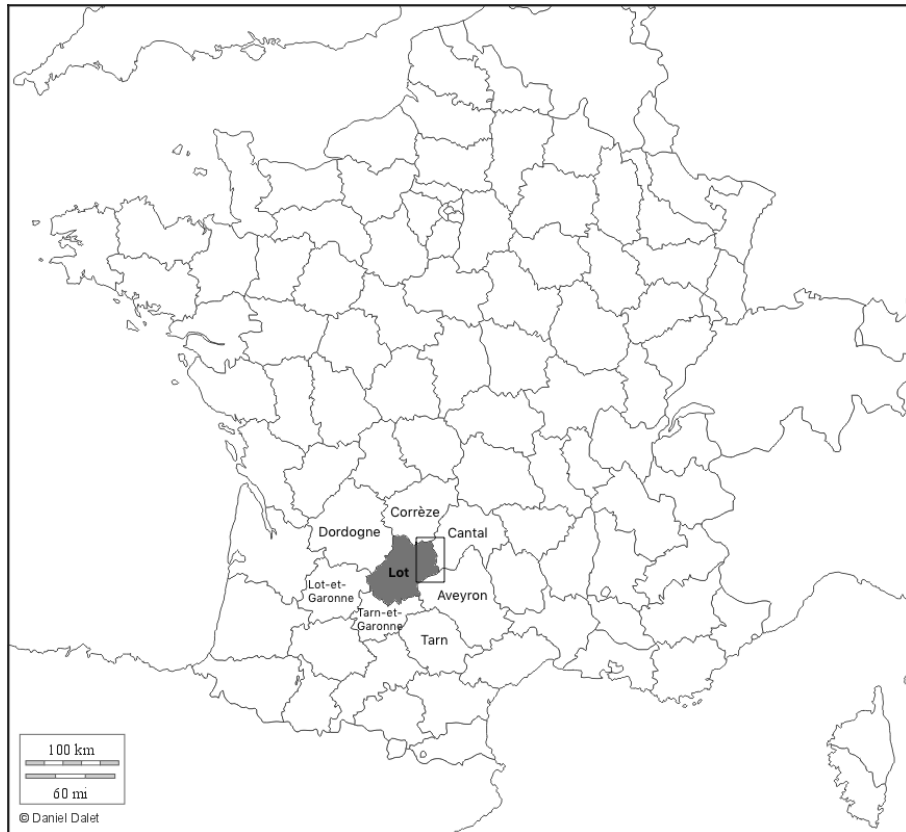 Corrèze
Dordogne
Cantal
Lot
Lot-et-
Garonne
Aveyron
Tarn-et-
Garonne
Tarn
100 km
60 mi
© Daniel Dalet